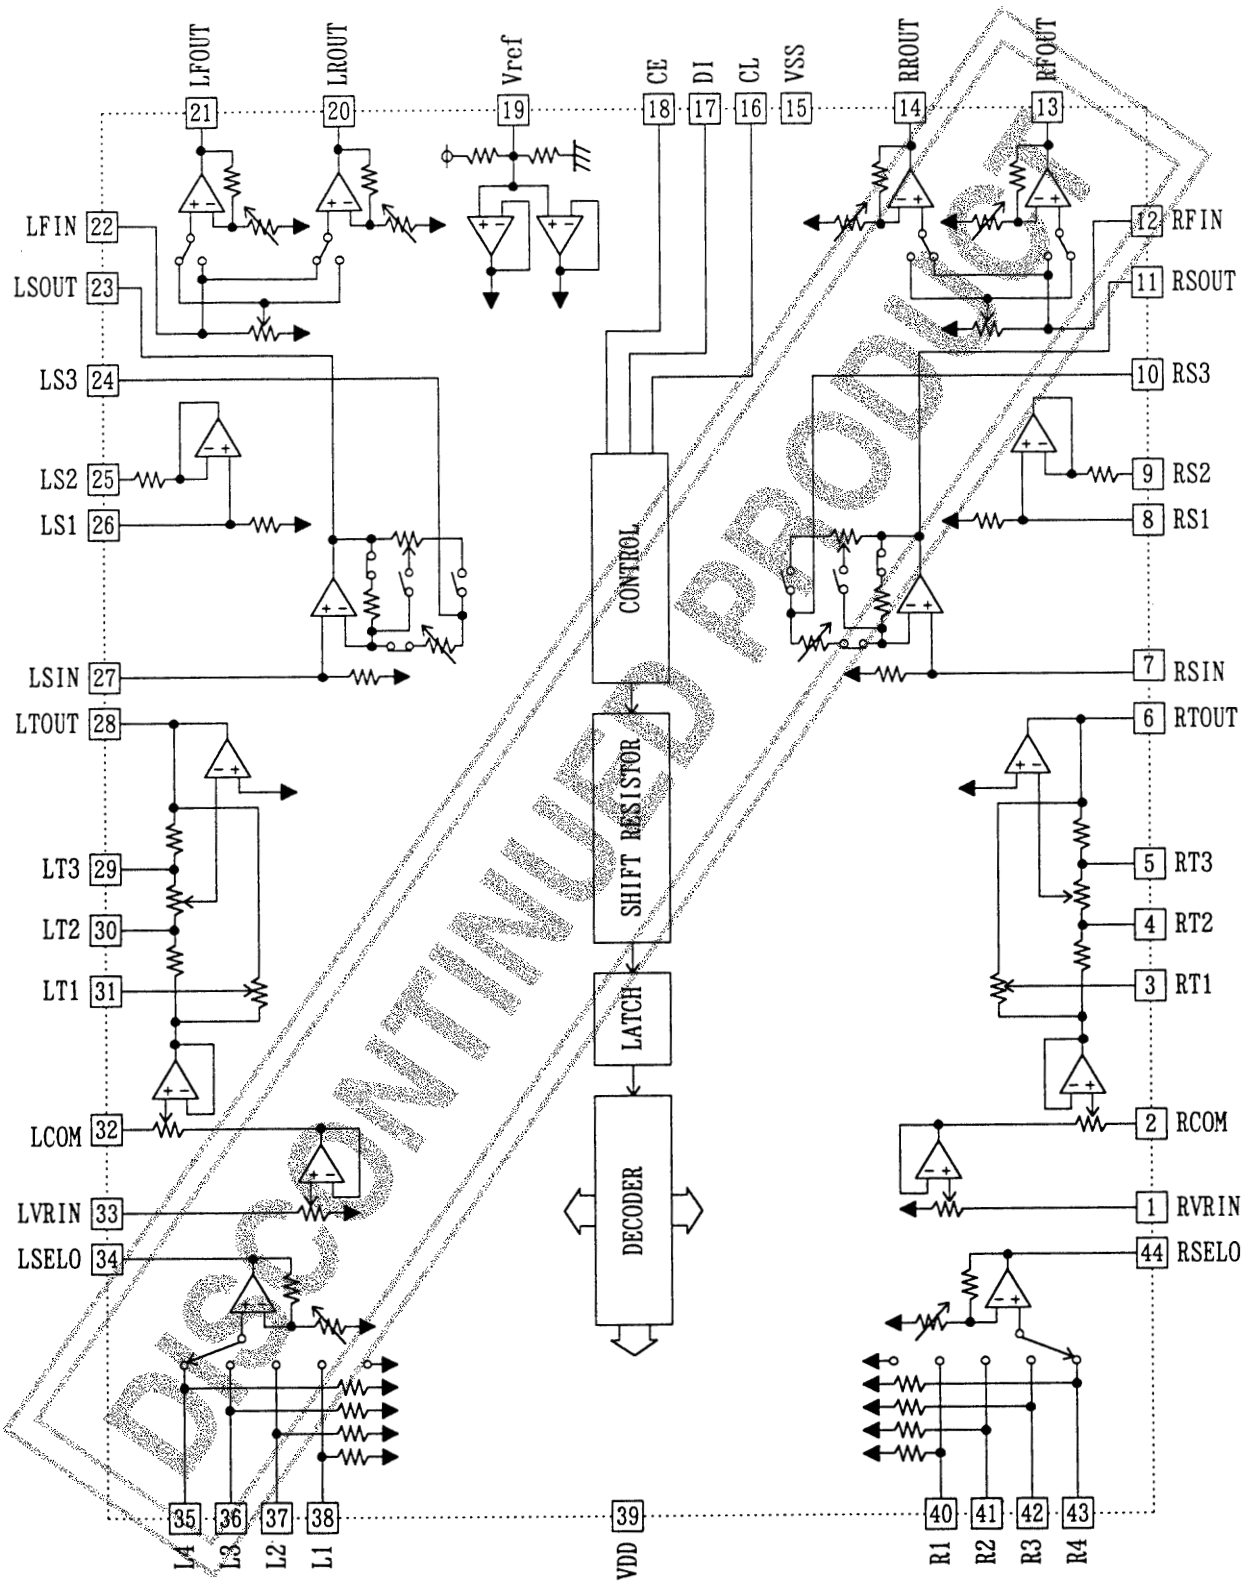 LFOUT
LROUT
Vref
CE
DI
CL
VSS
RROUT
RFOUT
21
20
19
18
17
16
15
14
13
LFIN 22
12 RFIN
LSOUT 23
11 RSOUT
LS3 24
10 RS3
LS2 25
9 RS2
LS1 26
8 RS1
LSIN 27
7 RSIN
LTOUT 28
6 RTOUT
LT3 29
5 RT3
LT2 30
4 RT2
LT1 31
3 RT1
LCOM 32
2 RCOM
LVRIN 33
1 RVRIN
LSELO 34
44 RSELO
CONTROL
SHIFT RESISTOR
LATCH
DECODER
35
36
37
38
39
40
41
42
43
L4
L3
L2
L1
VDD
R1
R2
R3
R4
DISCONTINUED PRODUCT
+ -
+ -
+ -
+ -
- +
- +
- +
- +
+ -
- +
- +
- +
+ -
+ -
+ -
+ -
+ -
- +
- +
+ -
- +
- +